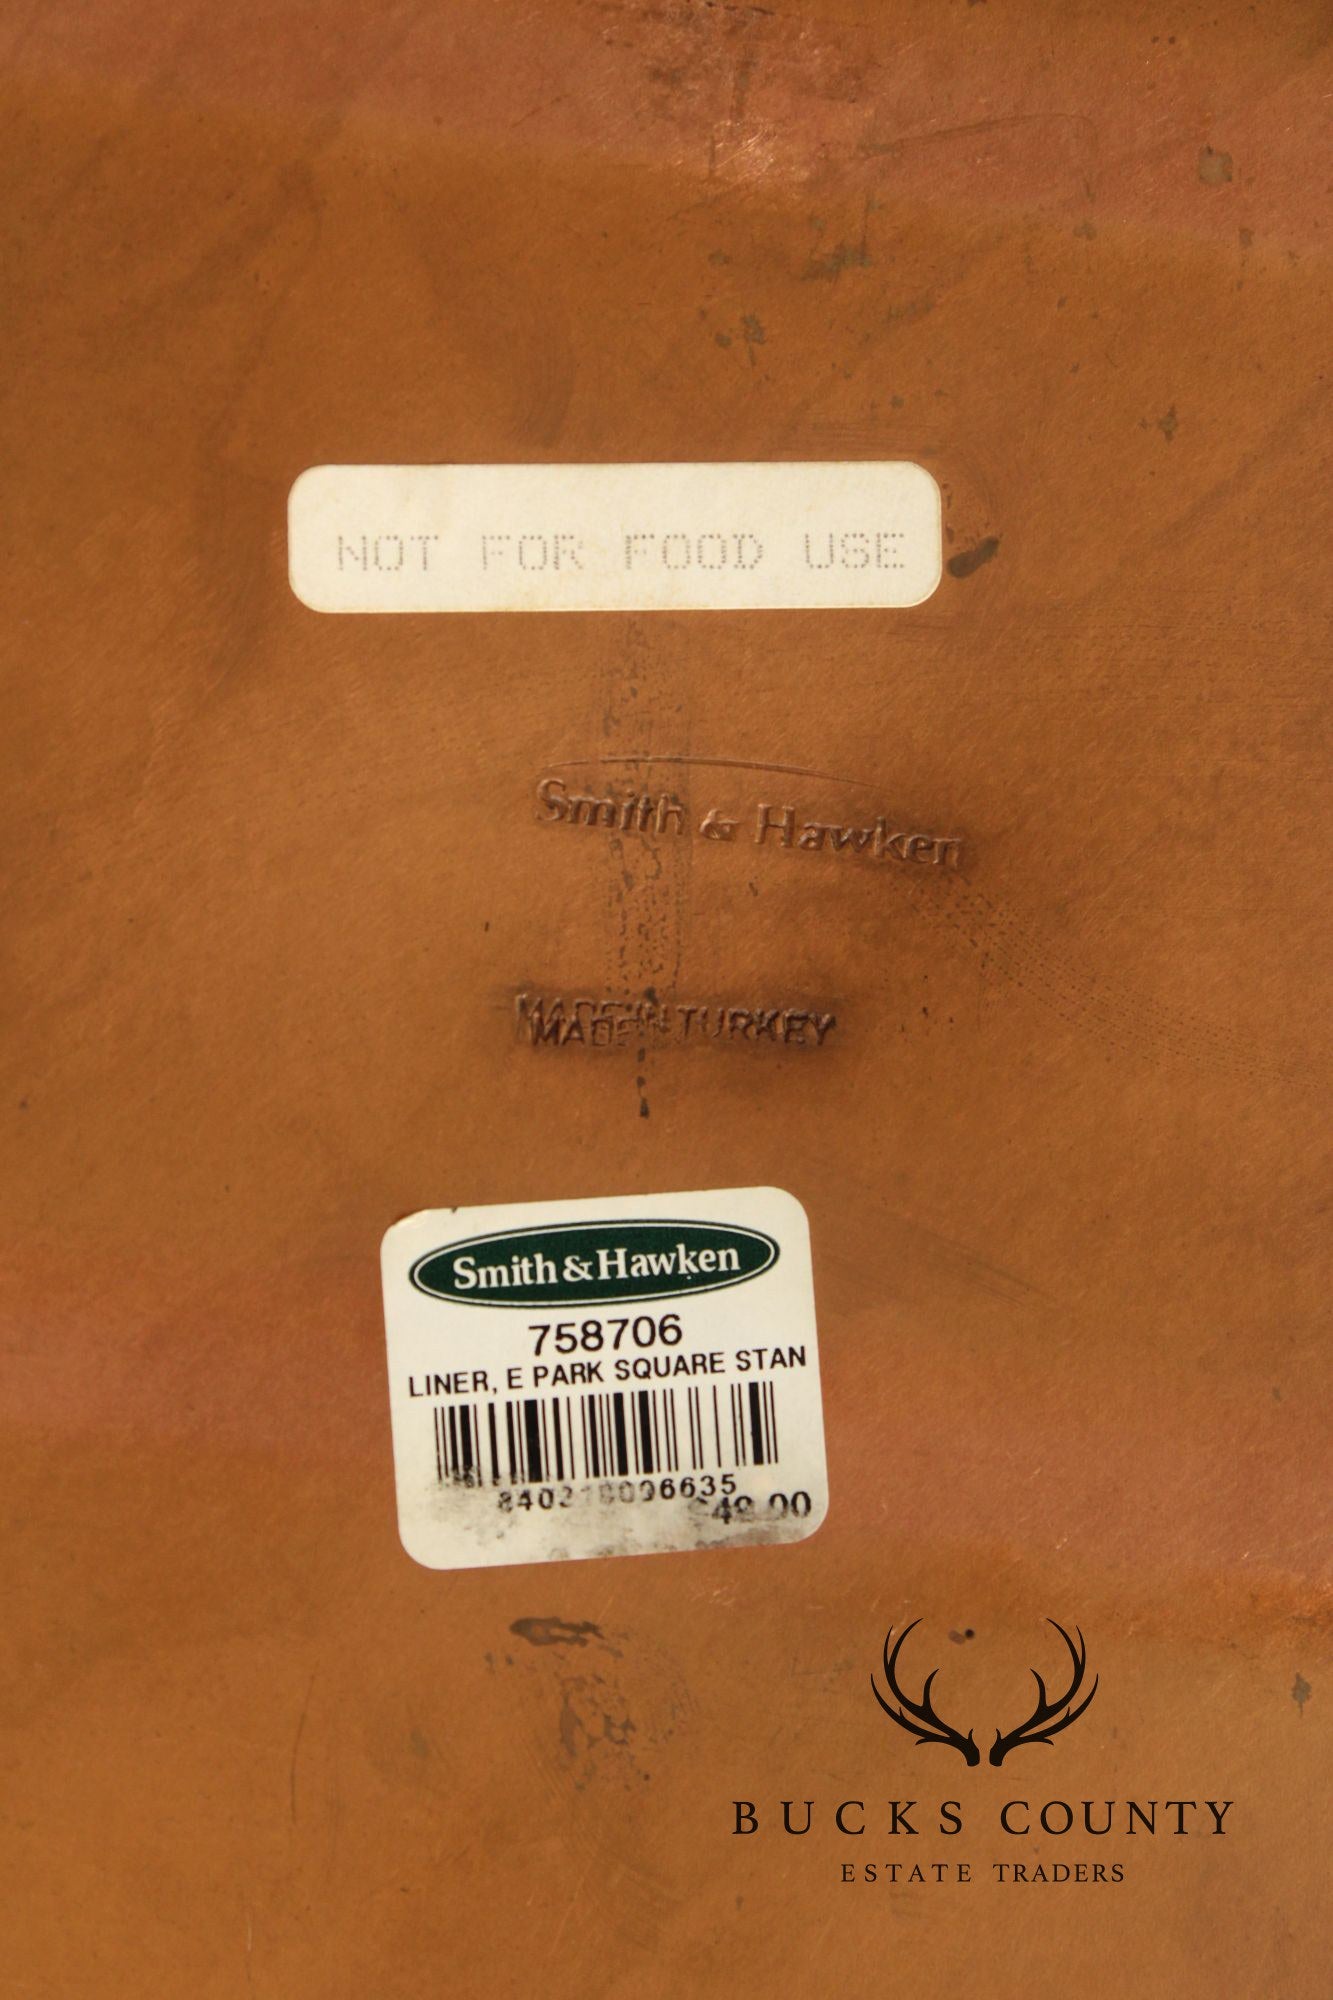 NOT FOR FOOD USE
Smith & Hawken
MADE IN TURKEY
Smith & Hawken
758706
LINER, E PARK SQUARE STAN
BUCKS COUNTY
ESTATE TRADERS